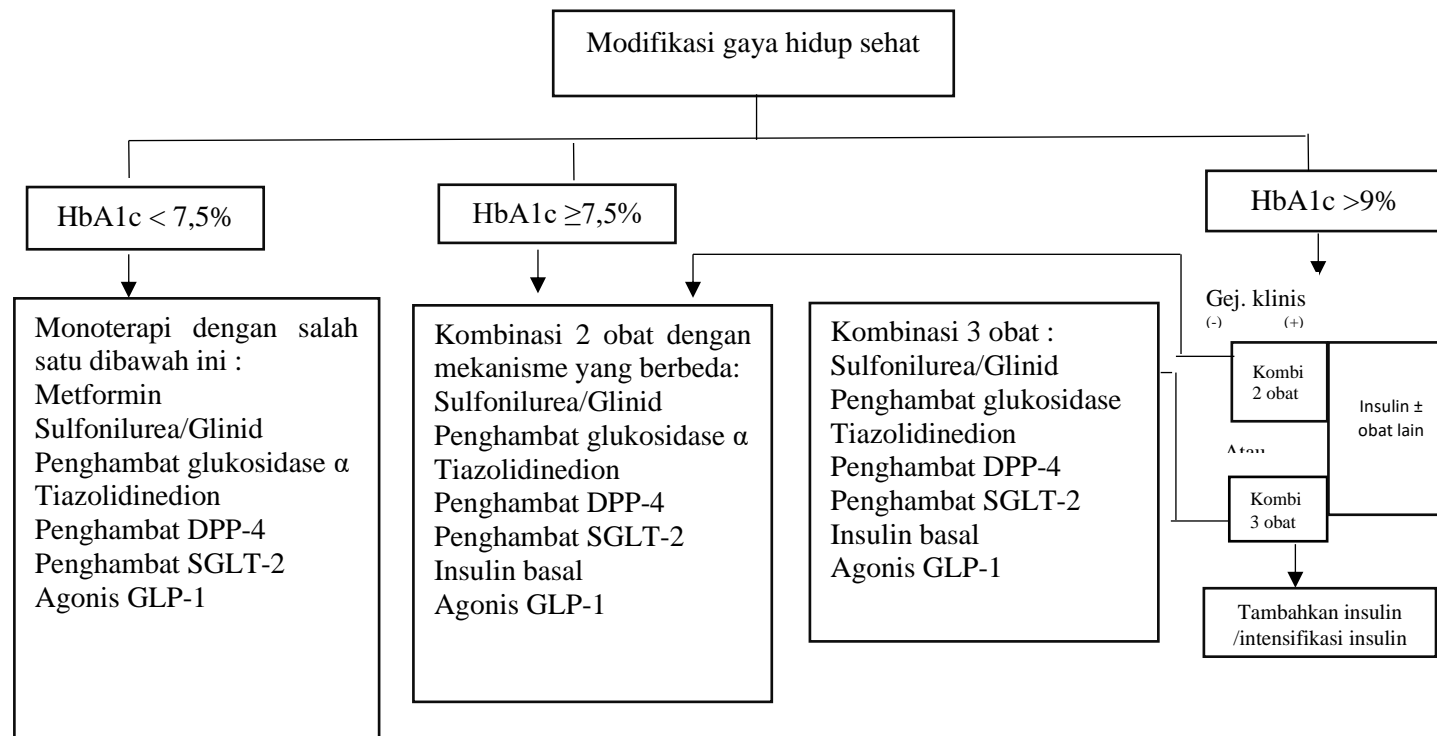 Modifikasi gaya hidup sehat
HbA1c < 7,5%
HbA1c ≥7,5%
HbA1c >9%
Monoterapi dengan salah
satu dibawah ini :
Metformin
Sulfonilurea/Glinid
Penghambat glukosidase α
Tiazolidinedion
Penghambat DPP-4
Penghambat SGLT-2
Agonis GLP-1
Kombinasi 2 obat dengan
mekanisme yang berbeda:
Sulfonilurea/Glinid
Penghambat glukosidase α
Tiazolidinedion
Penghambat DPP-4
Penghambat SGLT-2
Insulin basal
Agonis GLP-1
Kombinasi 3 obat :
Sulfonilurea/Glinid
Penghambat glukosidase
Tiazolidinedion
Penghambat DPP-4
Penghambat SGLT-2
Insulin basal
Agonis GLP-1
Gej. klinis
(-) (+)
Kombi
2 obat
Atau
Kombi
3 obat
Insulin ±
obat lain
Tambahkan insulin
/intensifikasi insulin